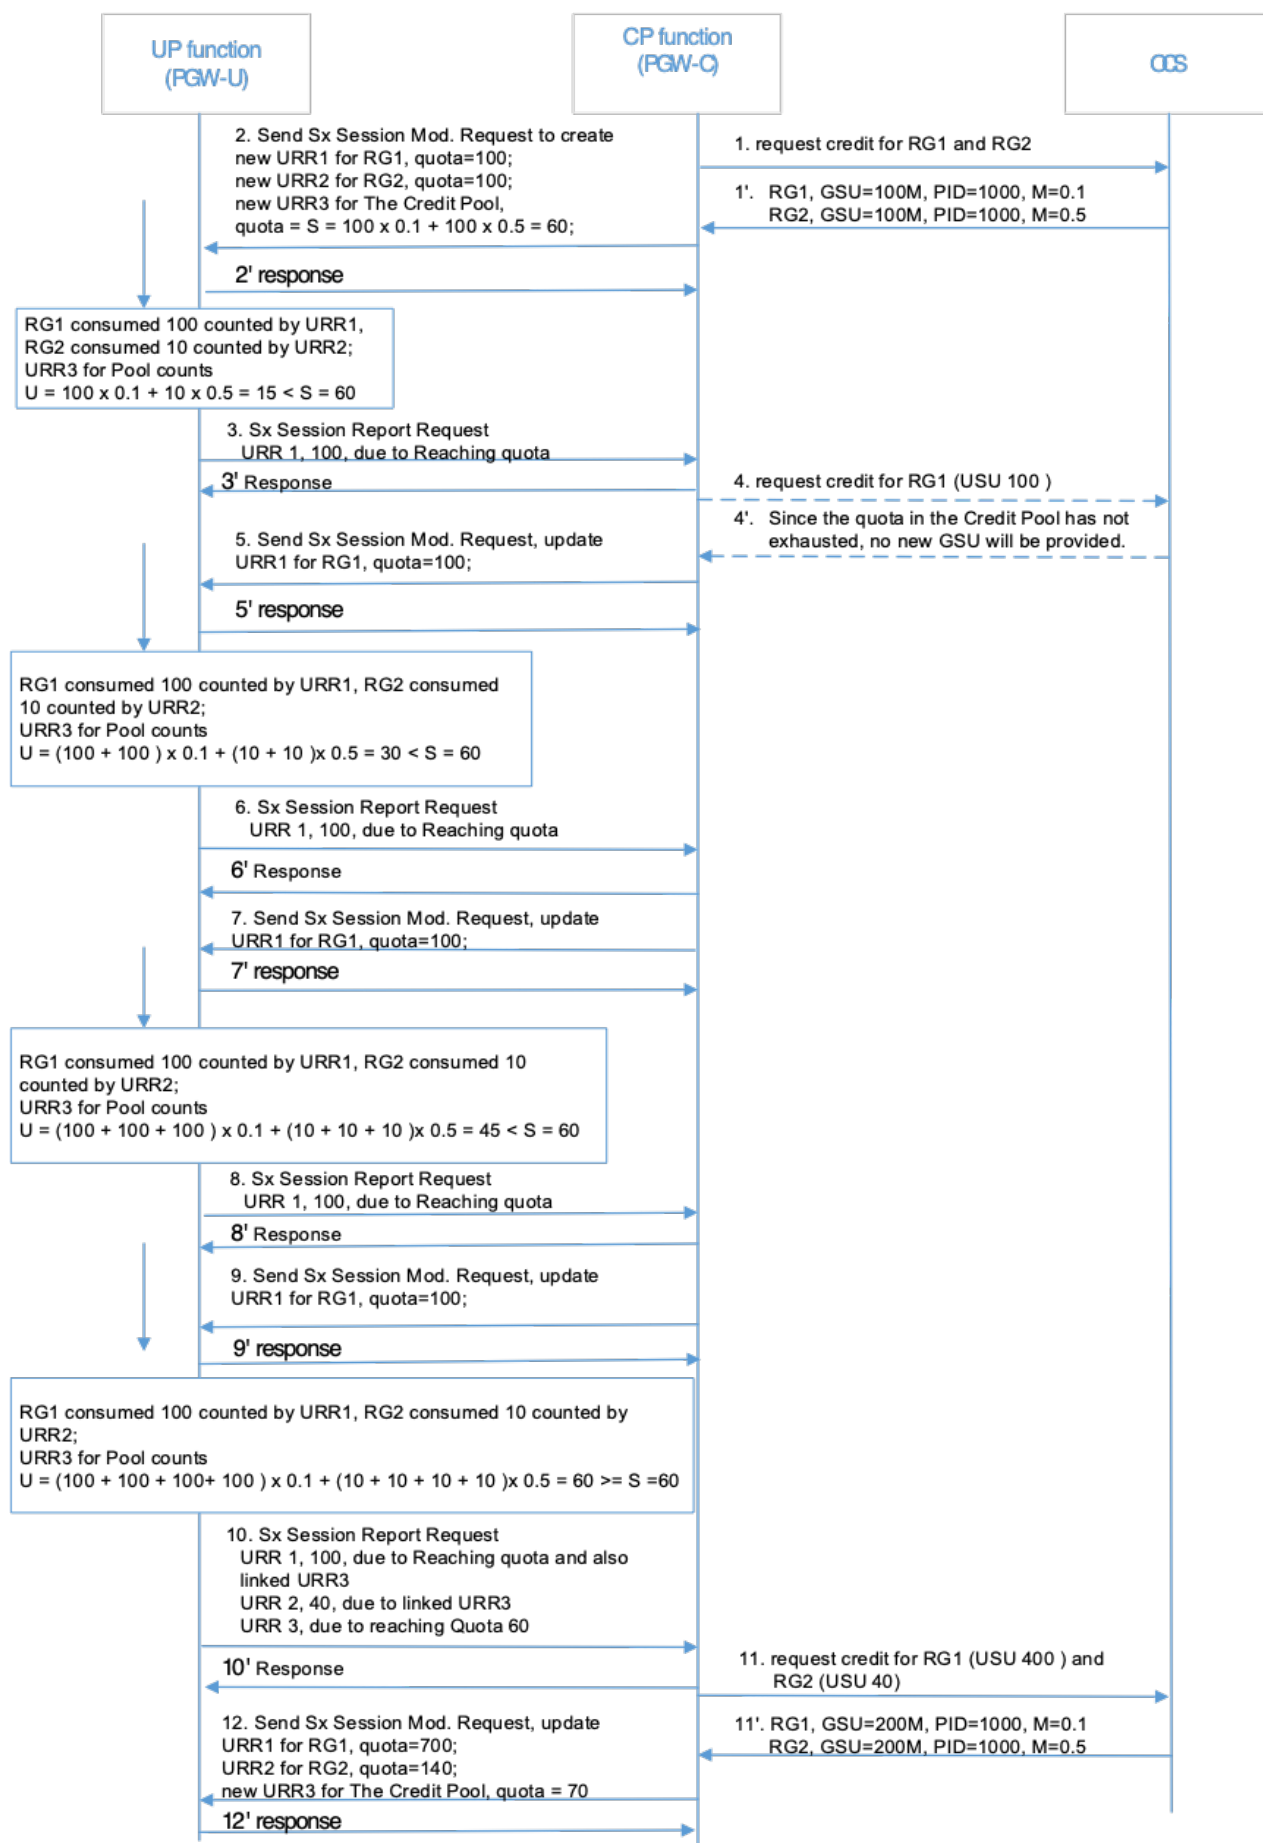 UP function
(PGW-U)
CP function
(PGW-C)
OCS
2. Send Sx Session Mod. Request to create
new URR1 for RG1, quota=100;
new URR2 for RG2, quota=100;
new URR3 for The Credit Pool,
quota = S = 100 x 0.1 + 100 x 0.5 = 60;
1. request credit for RG1 and RG2
1'. RG1, GSU=100M, PID=1000, M=0.1
RG2, GSU=100M, PID=1000, M=0.5
2' response
RG1 consumed 100 counted by URR1,
RG2 consumed 10 counted by URR2;
URR3 for Pool counts
U = 100 x 0.1 + 10 x 0.5 = 15 < S = 60
3. Sx Session Report Request
URR 1, 100, due to Reaching quota
3' Response
4. request credit for RG1 (USU 100 )
4'. Since the quota in the Credit Pool has not
exhausted, no new GSU will be provided.
5. Send Sx Session Mod. Request, update
URR1 for RG1, quota=100;
5' response
RG1 consumed 100 counted by URR1, RG2 consumed
10 counted by URR2;
URR3 for Pool counts
U = (100 + 100 ) x 0.1 + (10 + 10 )x 0.5 = 30 < S = 60
6. Sx Session Report Request
URR 1, 100, due to Reaching quota
6' Response
7. Send Sx Session Mod. Request, update
URR1 for RG1, quota=100;
7' response
RG1 consumed 100 counted by URR1, RG2 consumed 10
counted by URR2;
URR3 for Pool counts
U = (100 + 100 + 100 ) x 0.1 + (10 + 10 + 10 )x 0.5 = 45 < S = 60
8. Sx Session Report Request
URR 1, 100, due to Reaching quota
8' Response
9. Send Sx Session Mod. Request, update
URR1 for RG1, quota=100;
9' response
RG1 consumed 100 counted by URR1, RG2 consumed 10 counted by
URR2;
URR3 for Pool counts
U = (100 + 100 + 100+ 100 ) x 0.1 + (10 + 10 + 10 + 10 )x 0.5 = 60 >= S =60
10. Sx Session Report Request
URR 1, 100, due to Reaching quota and also
linked URR3
URR 2, 40, due to linked URR3
URR 3, due to reaching Quota 60
10' Response
11. request credit for RG1 (USU 400 ) and
RG2 (USU 40)
12. Send Sx Session Mod. Request, update
URR1 for RG1, quota=700;
URR2 for RG2, quota=140;
new URR3 for The Credit Pool, quota = 70
11'. RG1, GSU=200M, PID=1000, M=0.1
RG2, GSU=200M, PID=1000, M=0.5
12' response